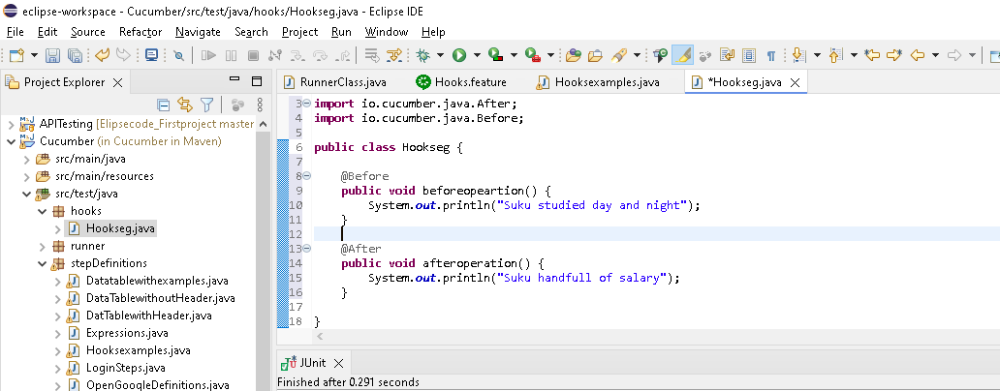 eclipse-workspace - Cucumber/src/test/java/hooks/Hookseg.java - Eclipse IDE
File Edit Source Refactor Navigate Search Project Run Window Help
Project Explorer
RunnerClass.java Hooks.feature Hooksexamples.java *Hookseg.java
APITesting [Elipsecode_Firstproject master
Cucumber (in Cucumber in Maven)
src/main/java
src/main/resources
src/test/java
hooks
Hookseg.java
runner
stepDefinitions
Datatablewithexamples.java
DataTablewithoutHeader.java
DatTablewithHeader.java
Expressions.java
Hooksexamples.java
LoginSteps.java
OpenGoogleDefinitions.java
3 import io.cucumber.java.After;
4 import io.cucumber.java.Before;
5
6 public class Hookseg {
7
8 @Before
9 public void beforeopeartion() {
10 System.out.println("Suku studied day and night");
11 }
12
13 @After
14 public void afteroperation() {
15 System.out.println("Suku handfull of salary");
16 }
17
18 }
JUnit
Finished after 0.291 seconds